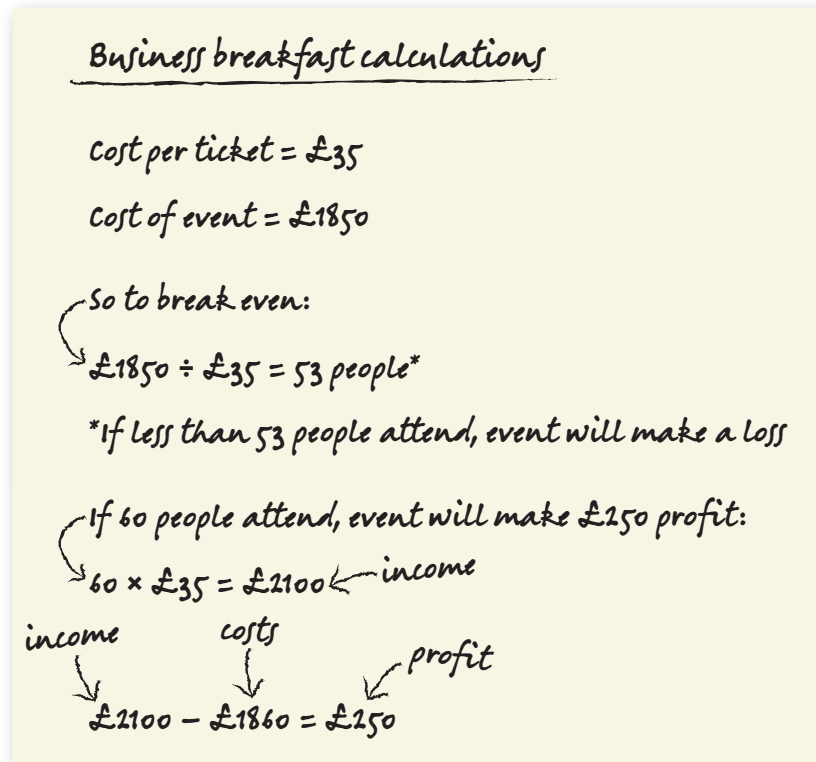 Business breakfast calculations
Cost per ticket = £35
Cost of event = £1850
So to break even:
£1850 ÷ £35 = 53 people*
*If less than 53 people attend, event will make a loss
If 60 people attend, event will make £250 profit:
60 × £35 = £2100 income
income costs profit
£2100 – £1860 = £250